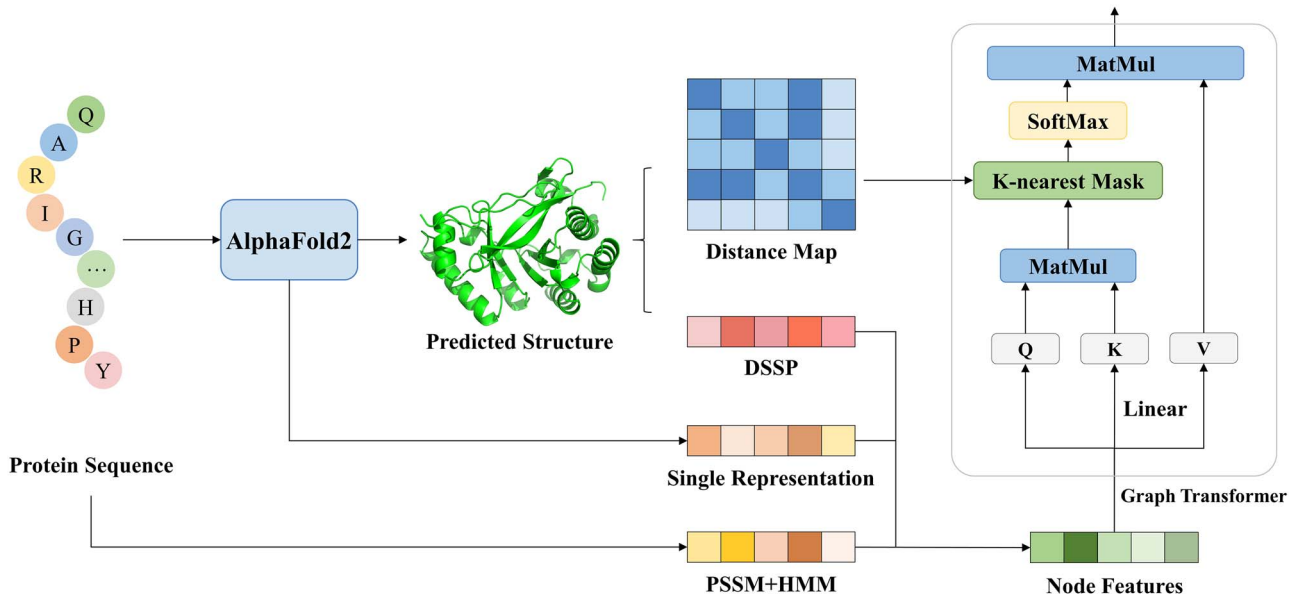 Q
A
R
I
G
...
H
P
Y
Protein Sequence
AlphaFold2
Predicted Structure
Distance Map
DSSP
Single Representation
PSSM+HMM
Node Features
Graph Transformer
Linear
Q
K
V
MatMul
K-nearest Mask
SoftMax
MatMul